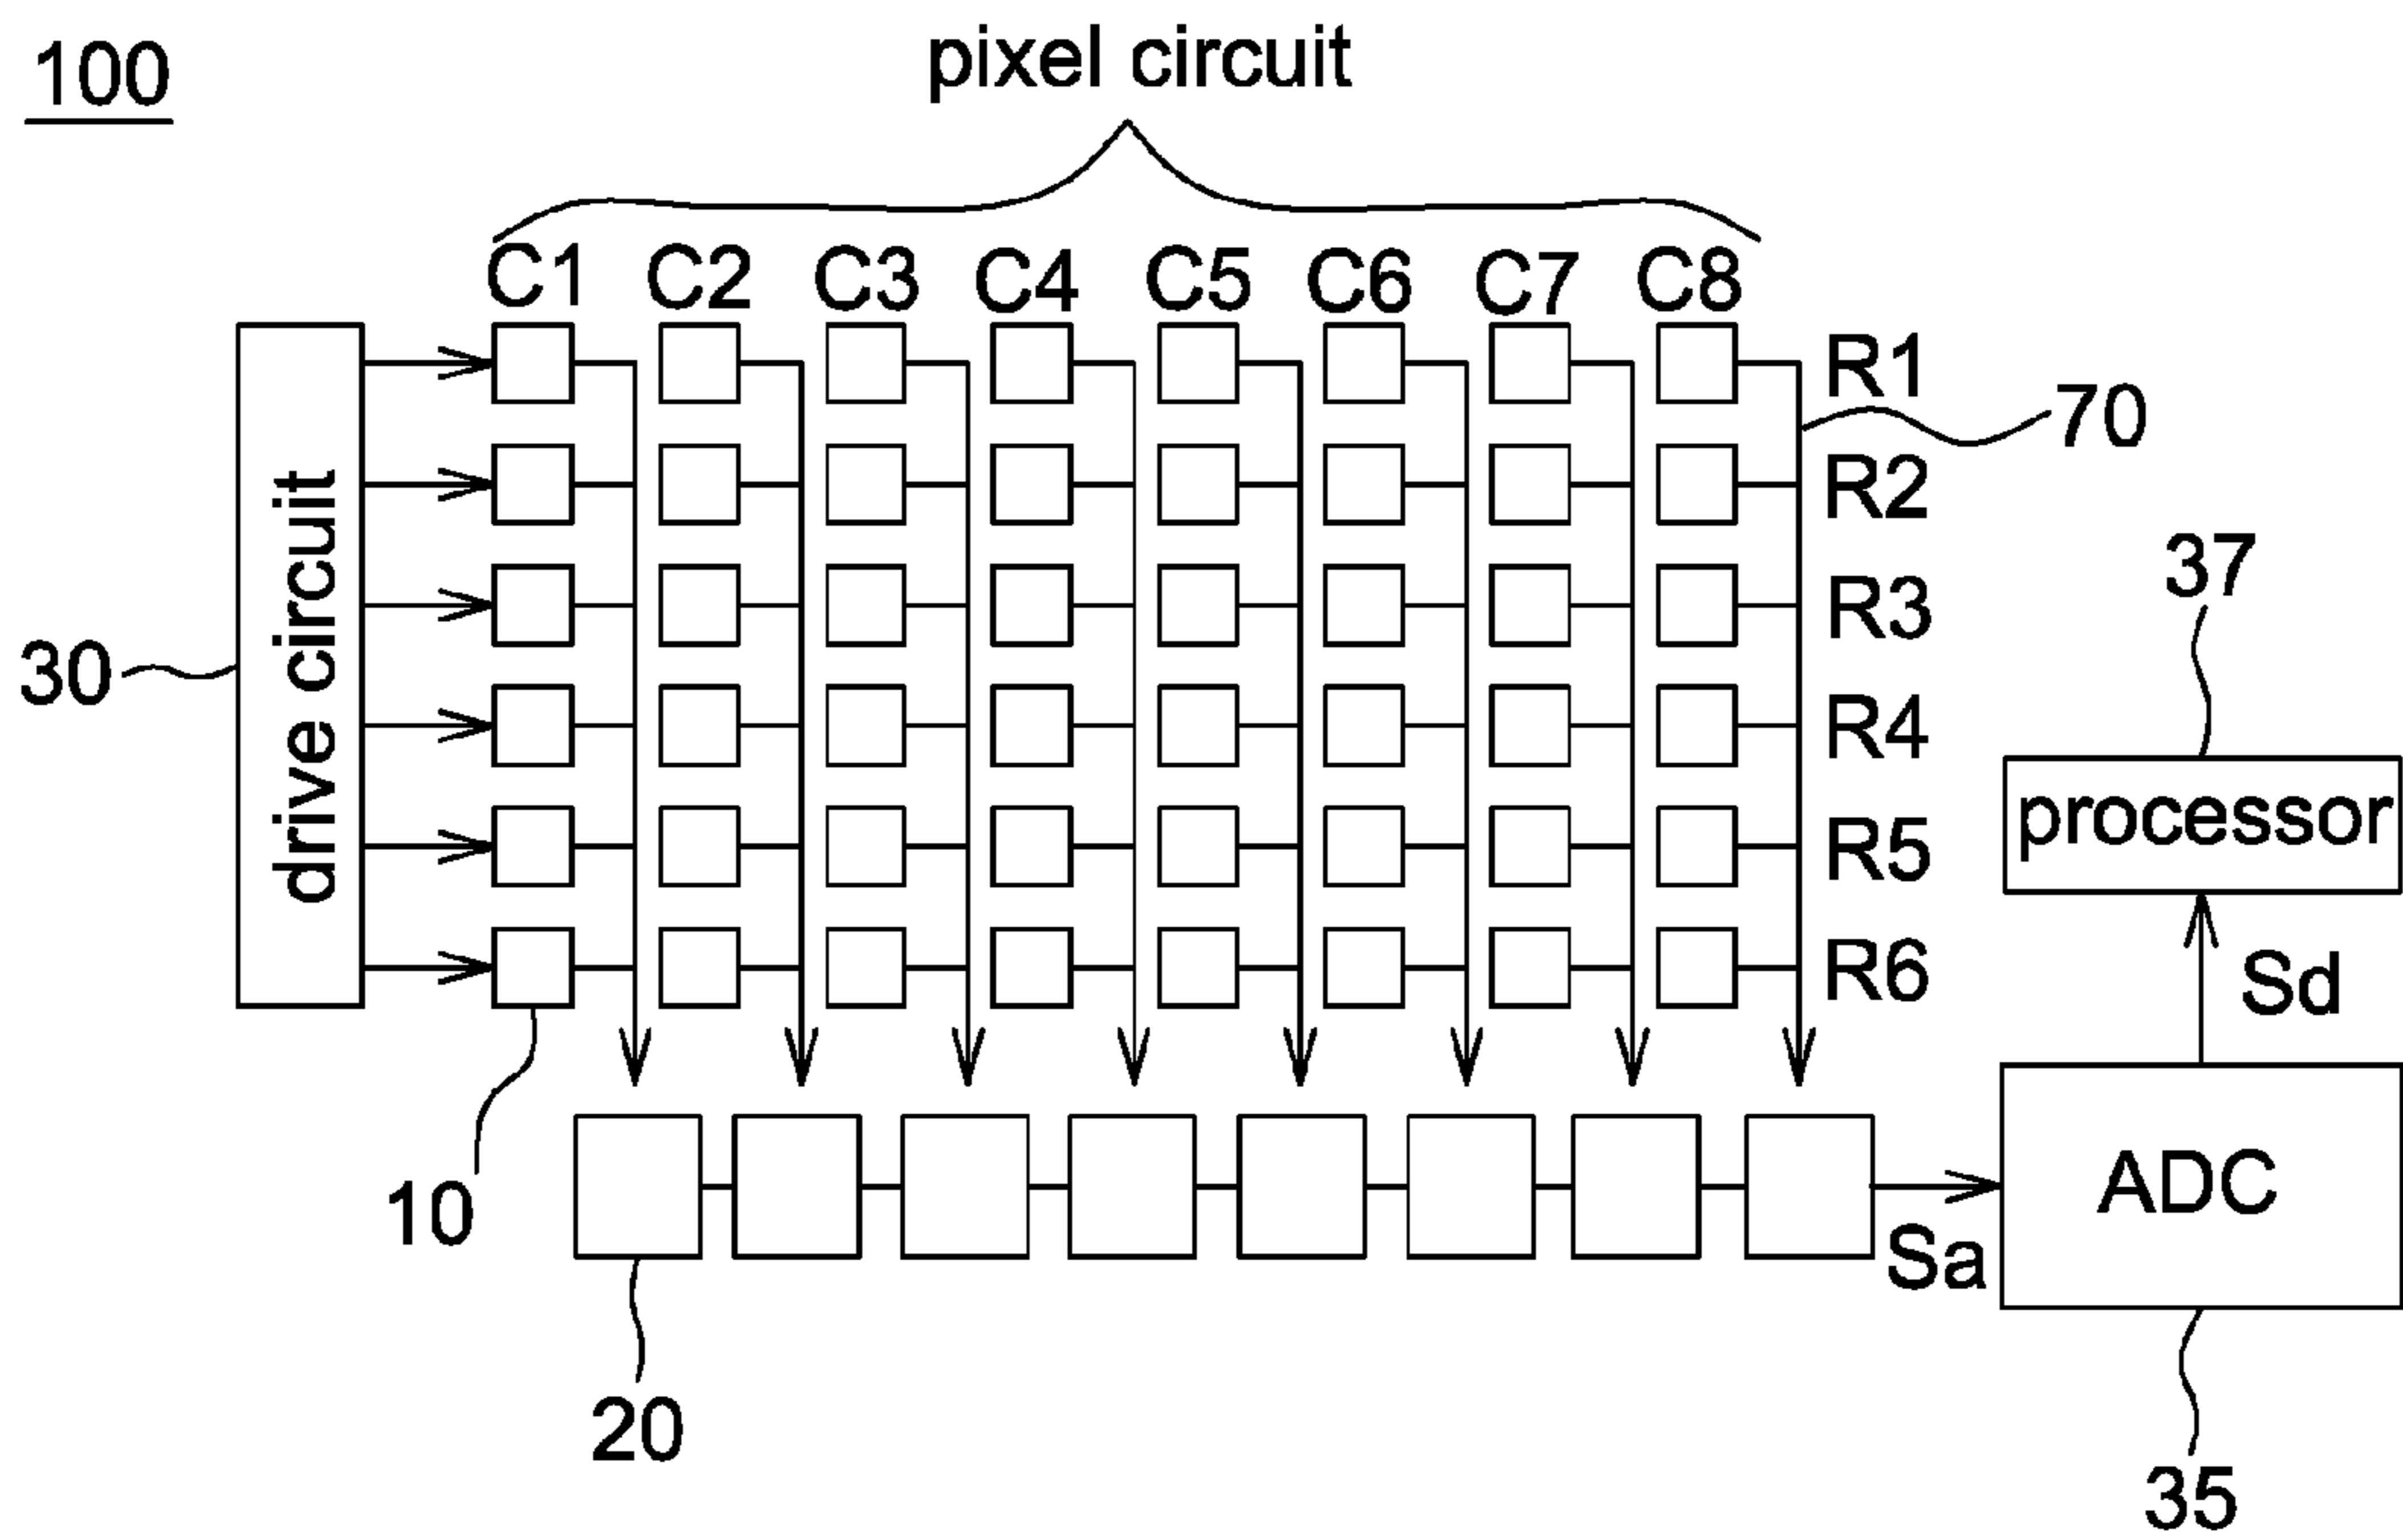 100
pixel circuit
C1 C2 C3 C4 C5 C6 C7 C8
R1
70
R2
37
R3
drive circuit
30
R4
processor
R5
R6
Sd
ADC
10
Sa
20
35